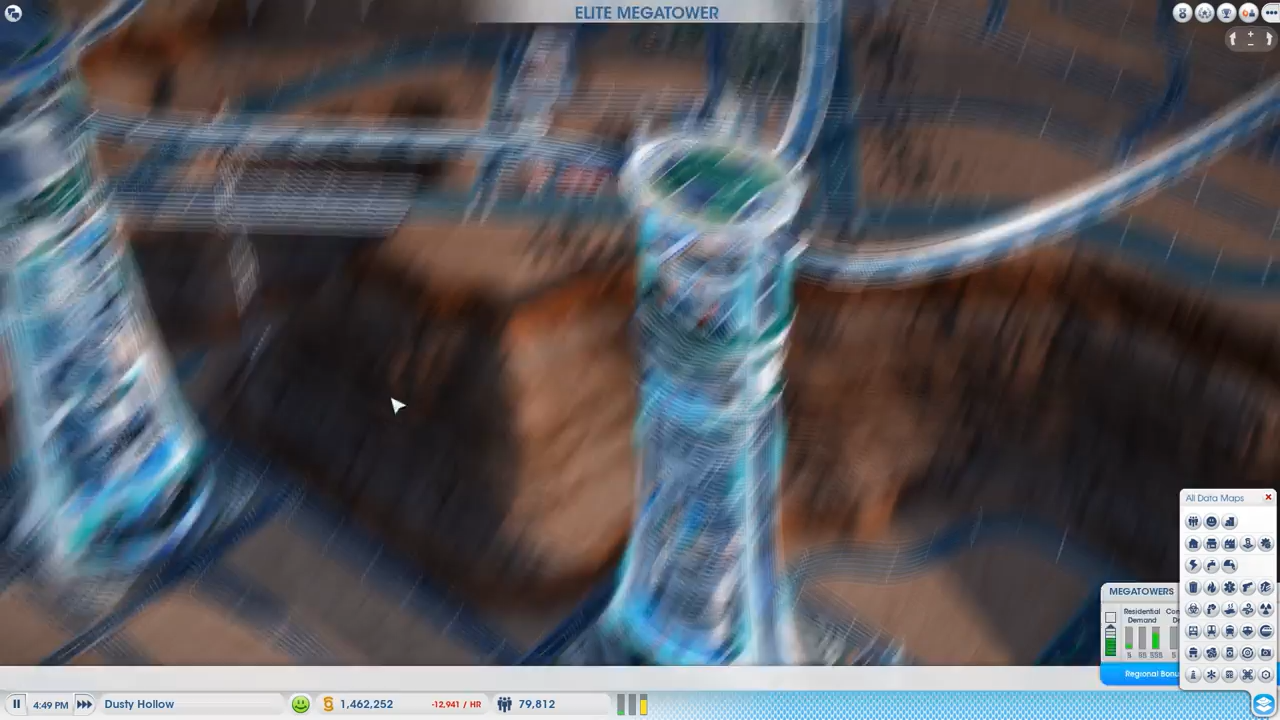 ELITE MEGATOWER
All Data Maps
MEGATOWERS
Residential
Demand
$ $$ $$$
Regional
4:49 PM
Dusty Hollow
1,462,252
-12,941 / HR
79,812